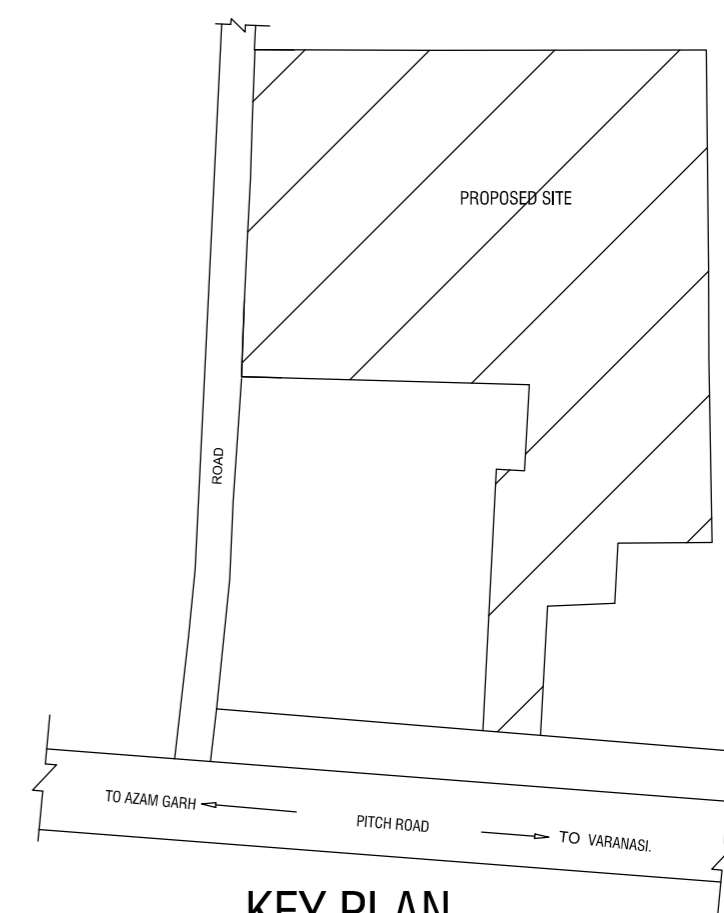 PROPOSED SITE
ROAD
TO AZAM GARH
PITCH ROAD
TO VARANASI.
KEY PLAN